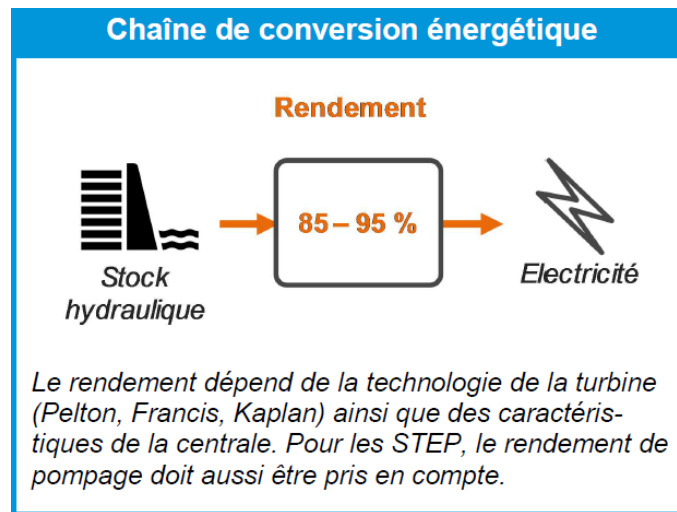 Chaîne de conversion énergétique
Rendement
85 – 95 %
Stock
hydraulique
Electricité
Le rendement dépend de la technologie de la turbine
(Pelton, Francis, Kaplan) ainsi que des caractéris-
tiques de la centrale. Pour les STEP, le rendement de
pompage doit aussi être pris en compte.